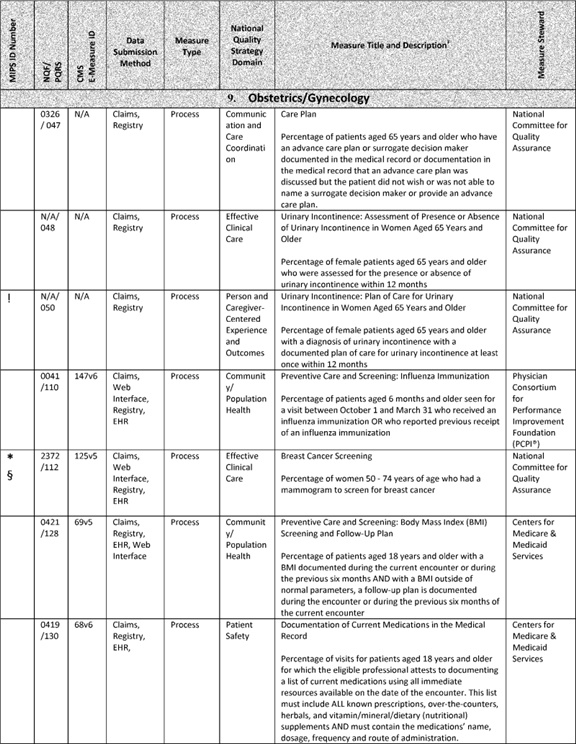 MIPS ID Number
NQF/
PQRS
CMS
E-Measure ID
Data
Submission
Method
Measure
Type
National
Quality
Strategy
Domain
Measure Title and Description
Measure Steward
9. Obstetrics/Gynecology
0326
/ 047
N/A
Claims,
Registry
Process
Communic
ation and
Care
Coordinati
on
Care Plan
Percentage of patients aged 65 years and older who have
an advance care plan or surrogate decision maker
documented in the medical record or documentation in
the medical record that an advance care plan was
discussed but the patient did not wish or was not able to
name a surrogate decision maker or provide an advance
care plan.
National
Committee for
Quality
Assurance
N/A/
048
N/A
Claims,
Registry
Process
Effective
Clinical
Care
Urinary Incontinence: Assessment of Presence or Absence
of Urinary Incontinence in Women Aged 65 Years and
Older
Percentage of female patients aged 65 years and older
who were assessed for the presence or absence of
urinary incontinence within 12 months
National
Committee for
Quality
Assurance
!
N/A/
050
N/A
Claims,
Registry
Process
Person and
Caregiver-
Centered
Experience
and
Outcomes
Urinary Incontinence: Plan of Care for Urinary
Incontinence in Women Aged 65 Years and Older
Percentage of female patients aged 65 years and older
with a diagnosis of urinary incontinence with a
documented plan of care for urinary incontinence at least
once within 12 months
National
Committee for
Quality
Assurance
0041
/110
147v6
Claims,
Web
Interface,
Registry,
EHR
Process
Communit
y/
Population
Health
Preventive Care and Screening: Influenza Immunization
Percentage of patients aged 6 months and older seen for
a visit between October 1 and March 31 who received an
influenza immunization OR who reported previous receipt
of an influenza immunization
Physician
Consortium
for
Performance
Improvement
Foundation
(PCPI®)
*
§
2372
/112
125v5
Claims,
Web
Interface,
Registry,
EHR
Process
Effective
Clinical
Care
Breast Cancer Screening
Percentage of women 50 - 74 years of age who had a
mammogram to screen for breast cancer
National
Committee for
Quality
Assurance
0421
/128
69v5
Claims,
Registry,
EHR, Web
Interface
Process
Communit
y/
Population
Health
Preventive Care and Screening: Body Mass Index (BMI)
Screening and Follow-Up Plan
Percentage of patients aged 18 years and older with a
BMI documented during the current encounter or during
the previous six months AND with a BMI outside of
normal parameters, a follow-up plan is documented
during the encounter or during the previous six months of
the current encounter
Centers for
Medicare &
Medicaid
Services
0419
/130
68v6
Claims,
Registry,
EHR,
Process
Patient
Safety
Documentation of Current Medications in the Medical
Record
Percentage of visits for patients aged 18 years and older
for which the eligible professional attests to documenting
a list of current medications using all immediate
resources available on the date of the encounter. This list
must include ALL known prescriptions, over-the-counters,
herbals, and vitamin/mineral/dietary (nutritional)
supplements AND must contain the medications' name,
dosage, frequency and route of administration.
Centers for
Medicare &
Medicaid
Services